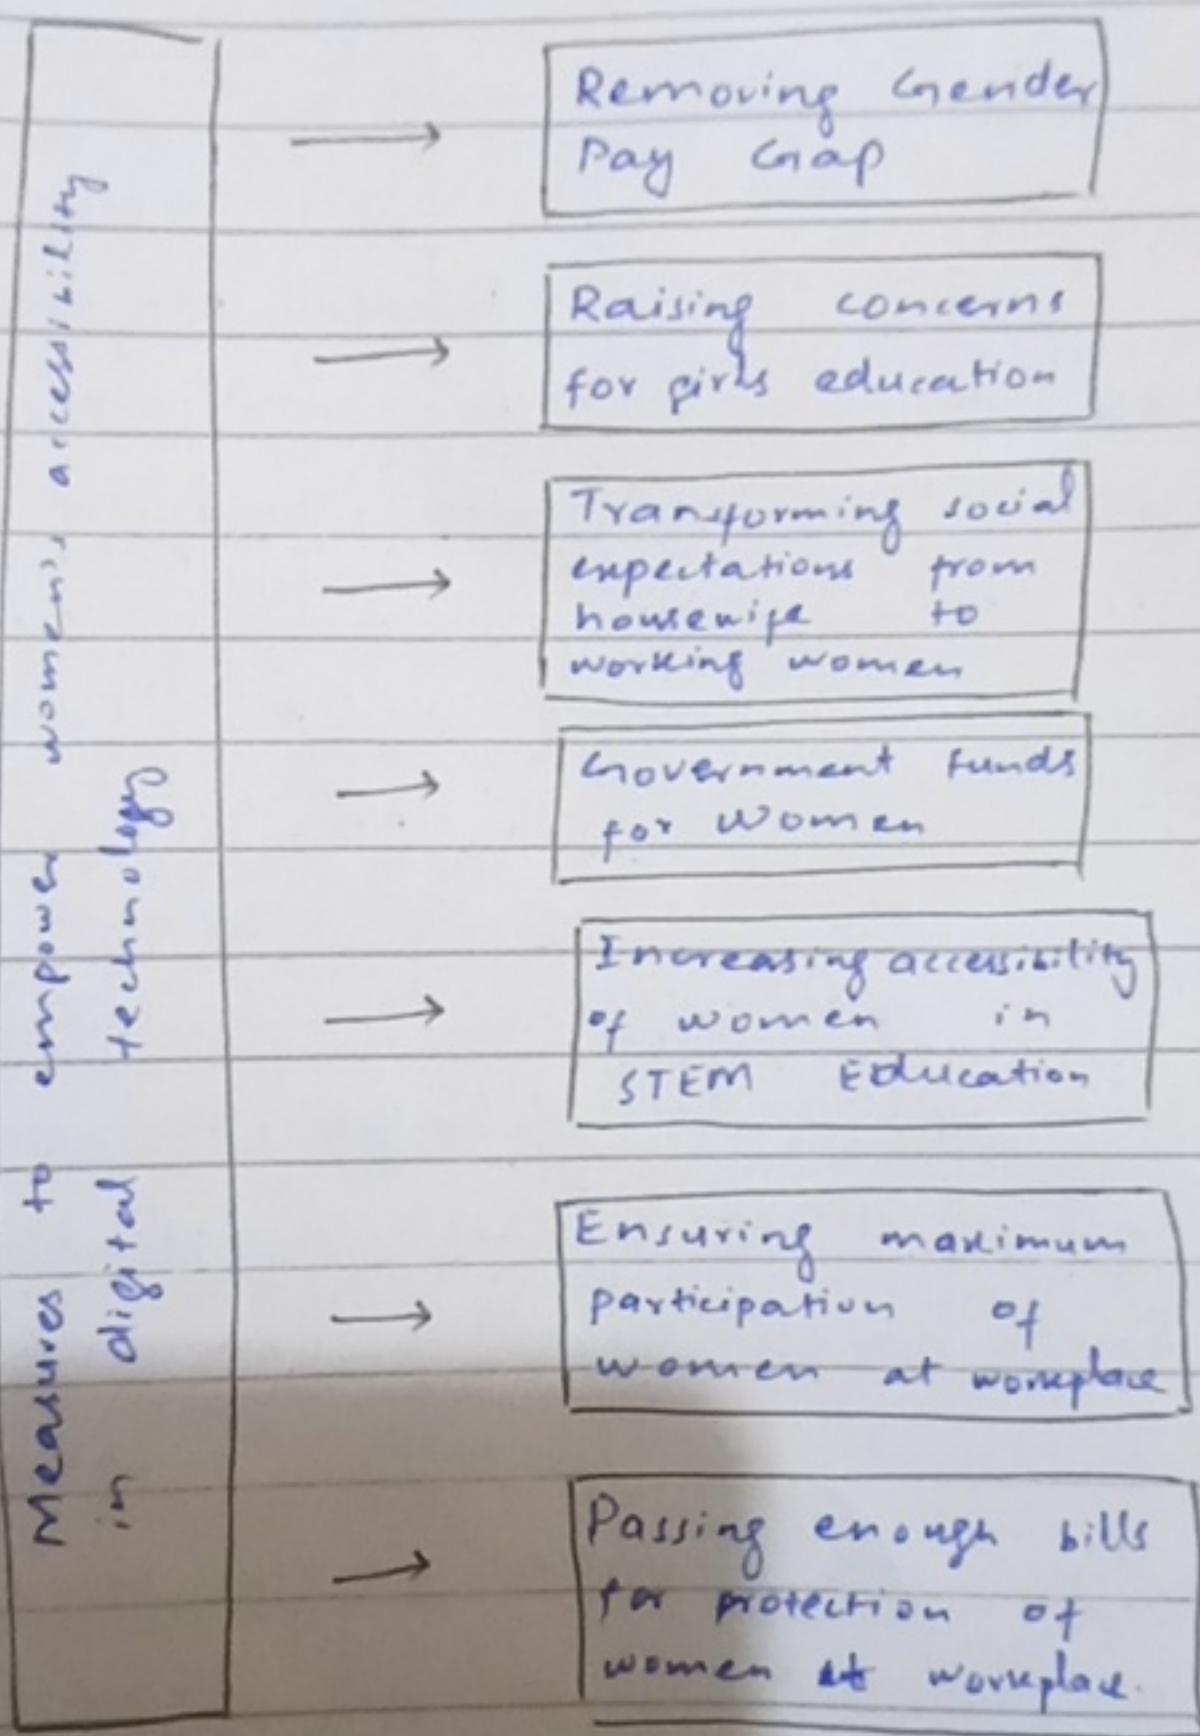 Measures to empower women's accessibility
in digital technology
Removing Gender
Pay Gap
Raising concerns
for girls education
Transforming social
expectations from
housewife to
working women
Government funds
for women
Increasing accessibility
of women in
STEM Education
Ensuring maximum
participation of
women at workplace
Passing enough bills
for protection of
women at workplace.